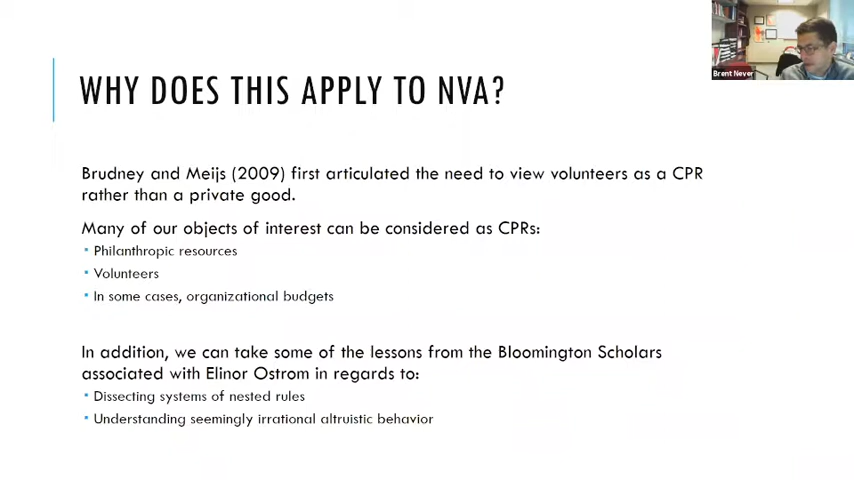 WHY DOES THIS APPLY TO NVA?
Brent Never
Brudney and Meijs (2009) first articulated the need to view volunteers as a CPR
rather than a private good.
Many of our objects of interest can be considered as CPRs:
▪ Philanthropic resources
▪ Volunteers
▪ In some cases, organizational budgets
In addition, we can take some of the lessons from the Bloomington Scholars
associated with Elinor Ostrom in regards to:
▪ Dissecting systems of nested rules
▪ Understanding seemingly irrational altruistic behavior